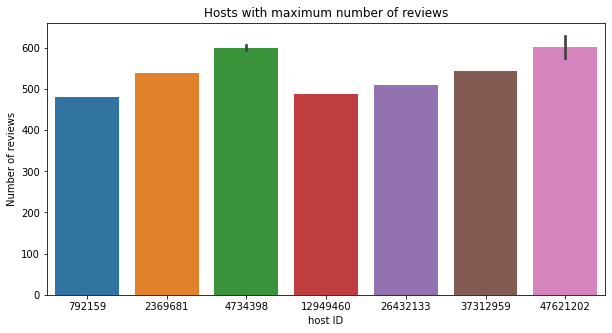 Hosts with maximum number of reviews
Number of reviews
600
500
400
300
200
100
0
792159 2369681 4734398 12949460 26432133 37312959 47621202
host ID